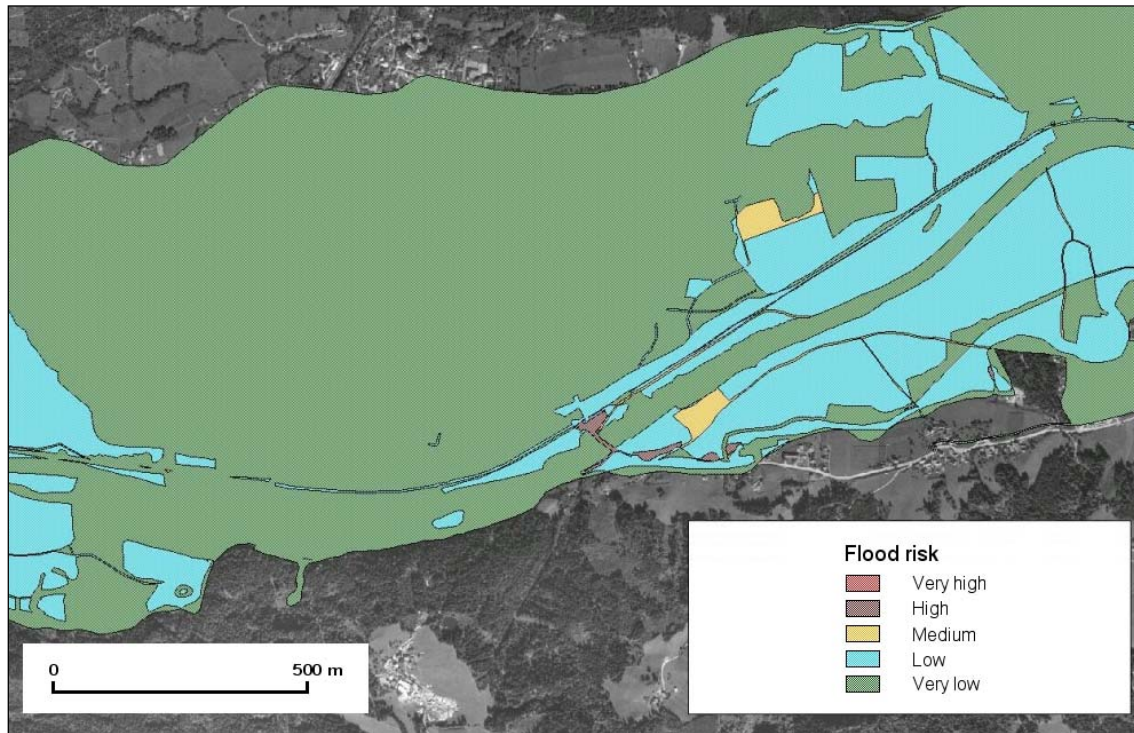 Flood risk
Very high
High
Medium
Low
Very low
0 500 m